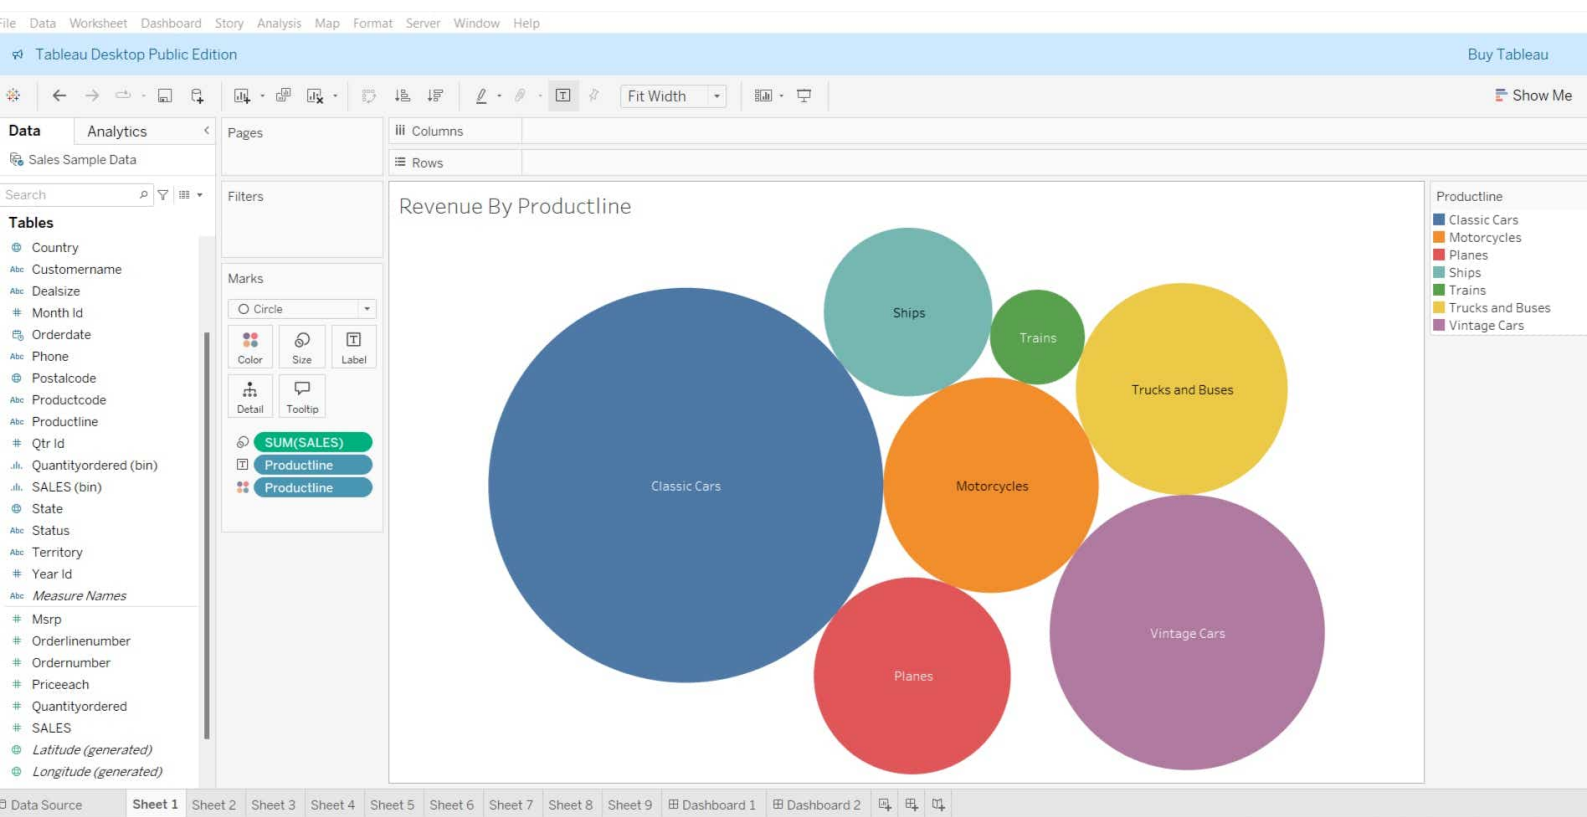 File Data Worksheet Dashboard Story Analysis Map Format Server Window Help
Tableau Desktop Public Edition
Buy Tableau
Fit Width
Show Me
Data
Analytics
Sales Sample Data
Search
Tables
Country
Customername
Dealsize
Month Id
Orderdate
Phone
Postalcode
Productcode
Productline
Qtr Id
Quantityordered (bin)
SALES (bin)
State
Status
Territory
Year Id
Measure Names
Msrp
Orderlinenumber
Ordernumber
Priceeach
Quantityordered
SALES
Latitude (generated)
Longitude (generated)
Pages
Filters
Marks
Circle
Color
Size
Label
Detail
Tooltip
SUM(SALES)
Productline
Productline
Columns
Rows
Revenue By Productline
Ships
Trains
Trucks and Buses
Classic Cars
Motorcycles
Vintage Cars
Planes
Productline
Classic Cars
Motorcycles
Planes
Ships
Trains
Trucks and Buses
Vintage Cars
Data Source Sheet 1 Sheet 2 Sheet 3 Sheet 4 Sheet 5 Sheet 6 Sheet 7 Sheet 8 Sheet 9 Dashboard 1 Dashboard 2